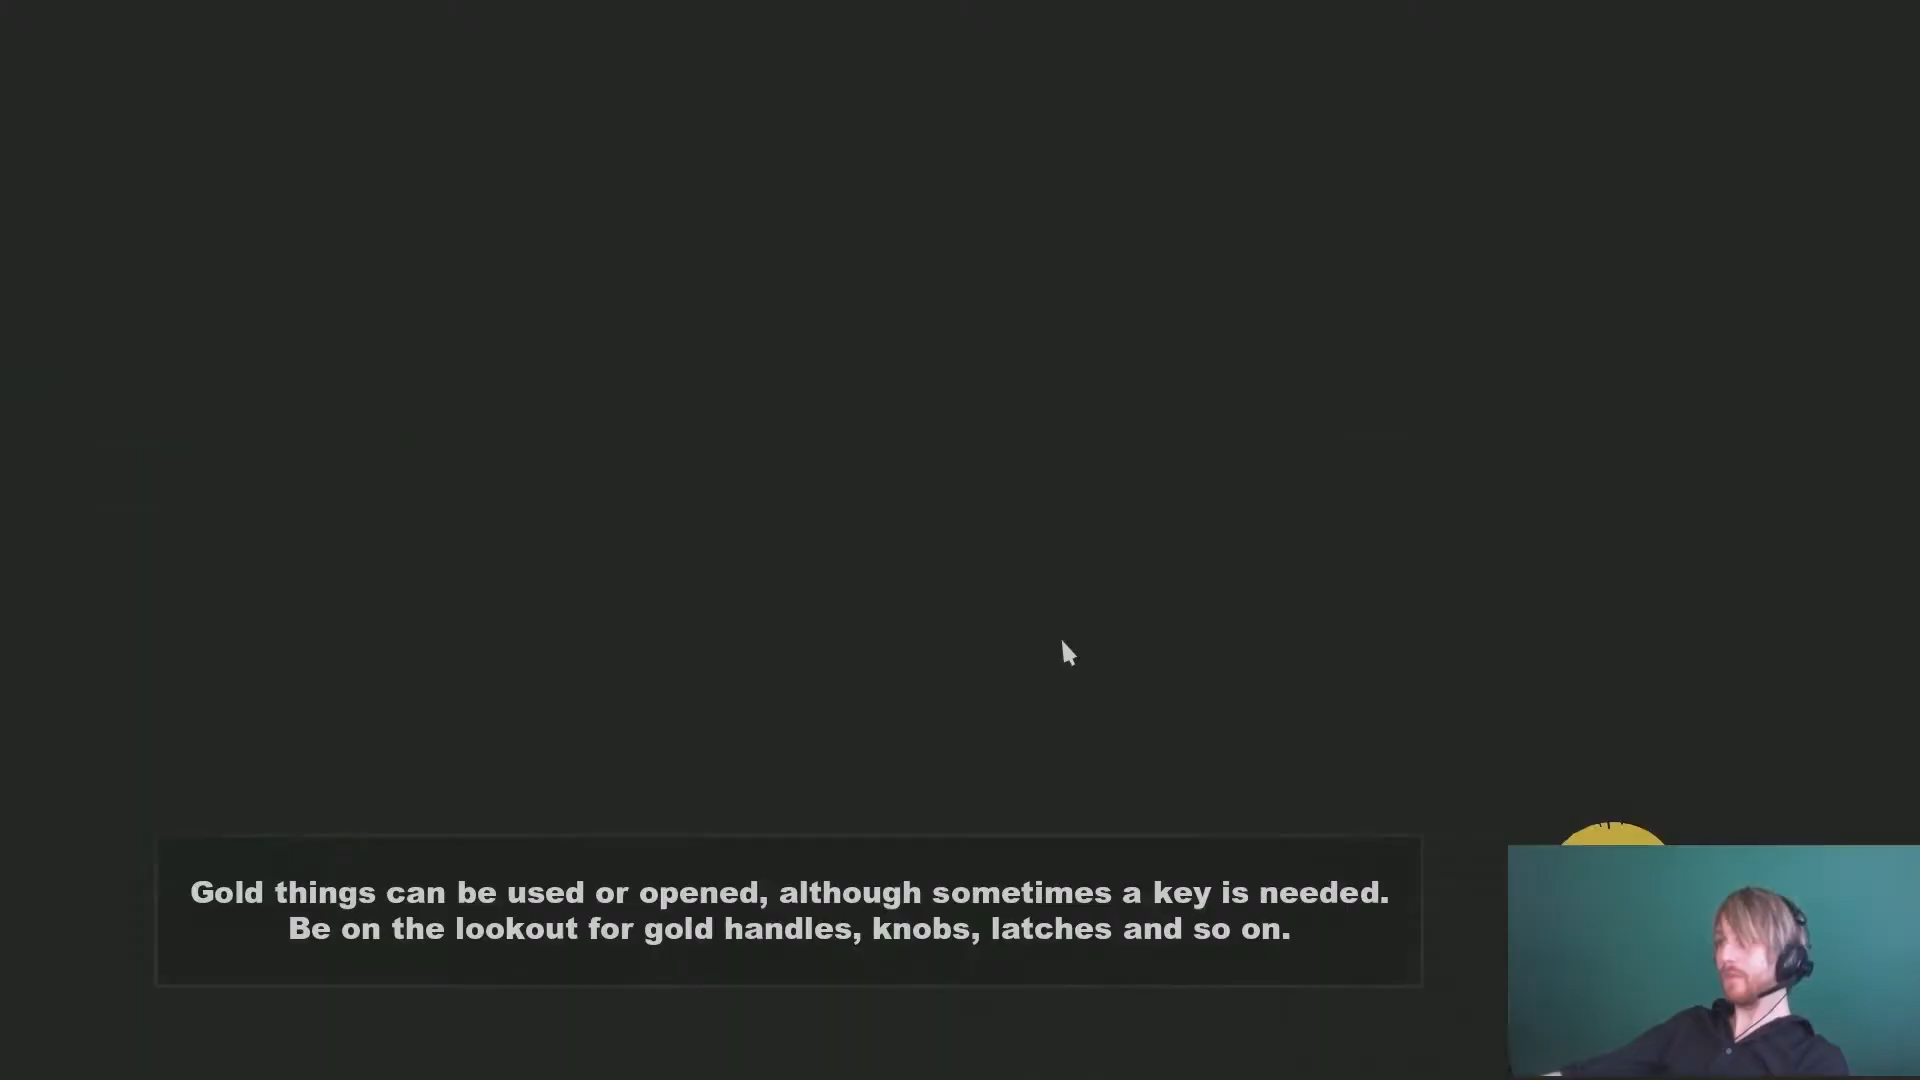 Gold things can be used or opened, although sometimes a key is needed.
Be on the lookout for gold handles, knobs, latches and so on.